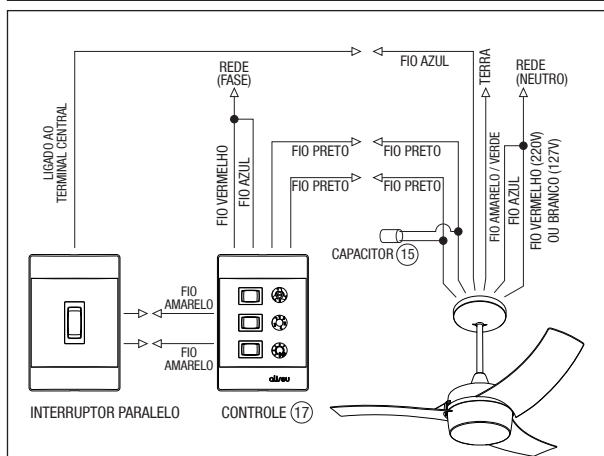 FIO AZUL
TERRA
REDE
(NEUTRO)
REDE
(FASE)
LIGADO AO
TERMINAL CENTRAL
FIO VERMELHO
FIO AZUL
FIO PRETO
FIO PRETO
FIO PRETO
FIO PRETO
FIO AMARELO / VERDE
FIO AZUL
FIO VERMELHO (220V)
OU BRANCO (127V)
CAPACITOR 15
FIO
AMARELO
FIO
AMARELO
aliseu
INTERRUPTOR PARALELO
CONTROLE 17